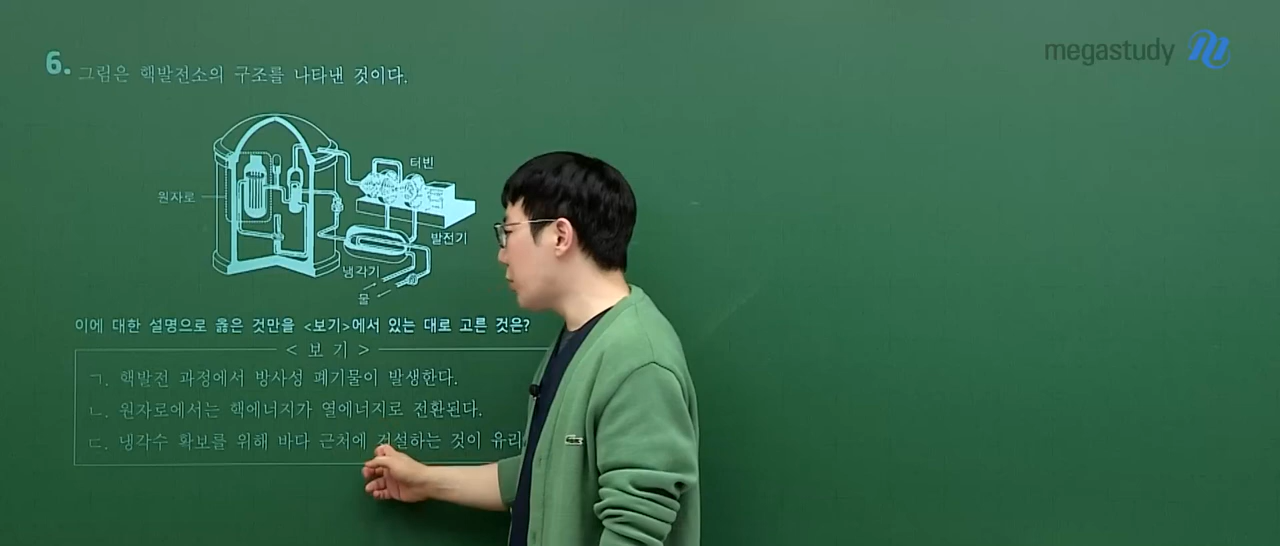 megastudy
6. 그림은 핵발전소의 구조를 나타낸 것이다.
터빈
원자로
발전기
냉각기
물
이에 대한 설명으로 옳은 것만을 <보기>에서 있는 대로 고른 것은?
< 보 기 >
ㄱ. 핵발전 과정에서 방사성 폐기물이 발생한다.
ㄴ. 원자로에서는 핵에너지가 열에너지로 전환된다.
ㄷ. 냉각수 확보를 위해 바다 근처에 건설하는 것이 유리